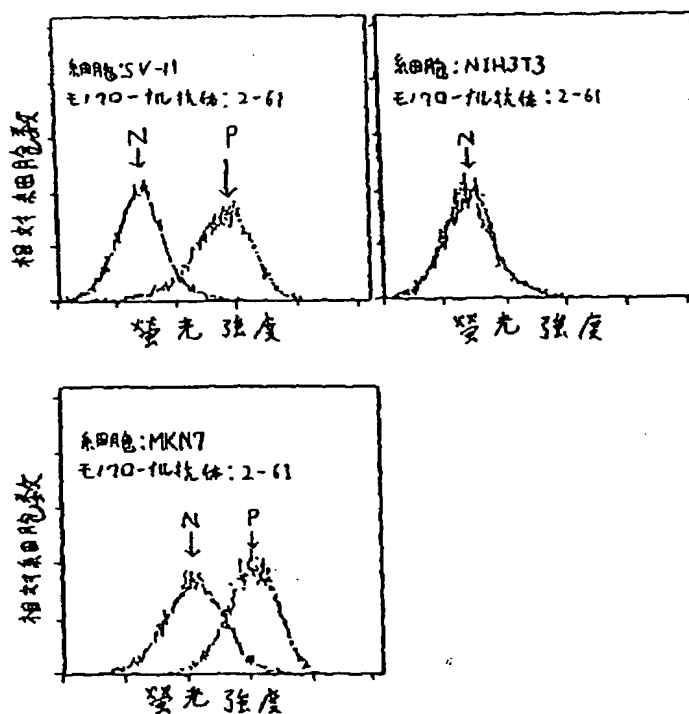 細胞:SV-11
モノクローナル抗体:2-61
N
P
相対細胞数
螢光強度
細胞:NIH3T3
モノクローナル抗体:2-61
N
螢光強度
細胞:MKN7
モノクローナル抗体:2-61
N
P
相対細胞数
螢光強度